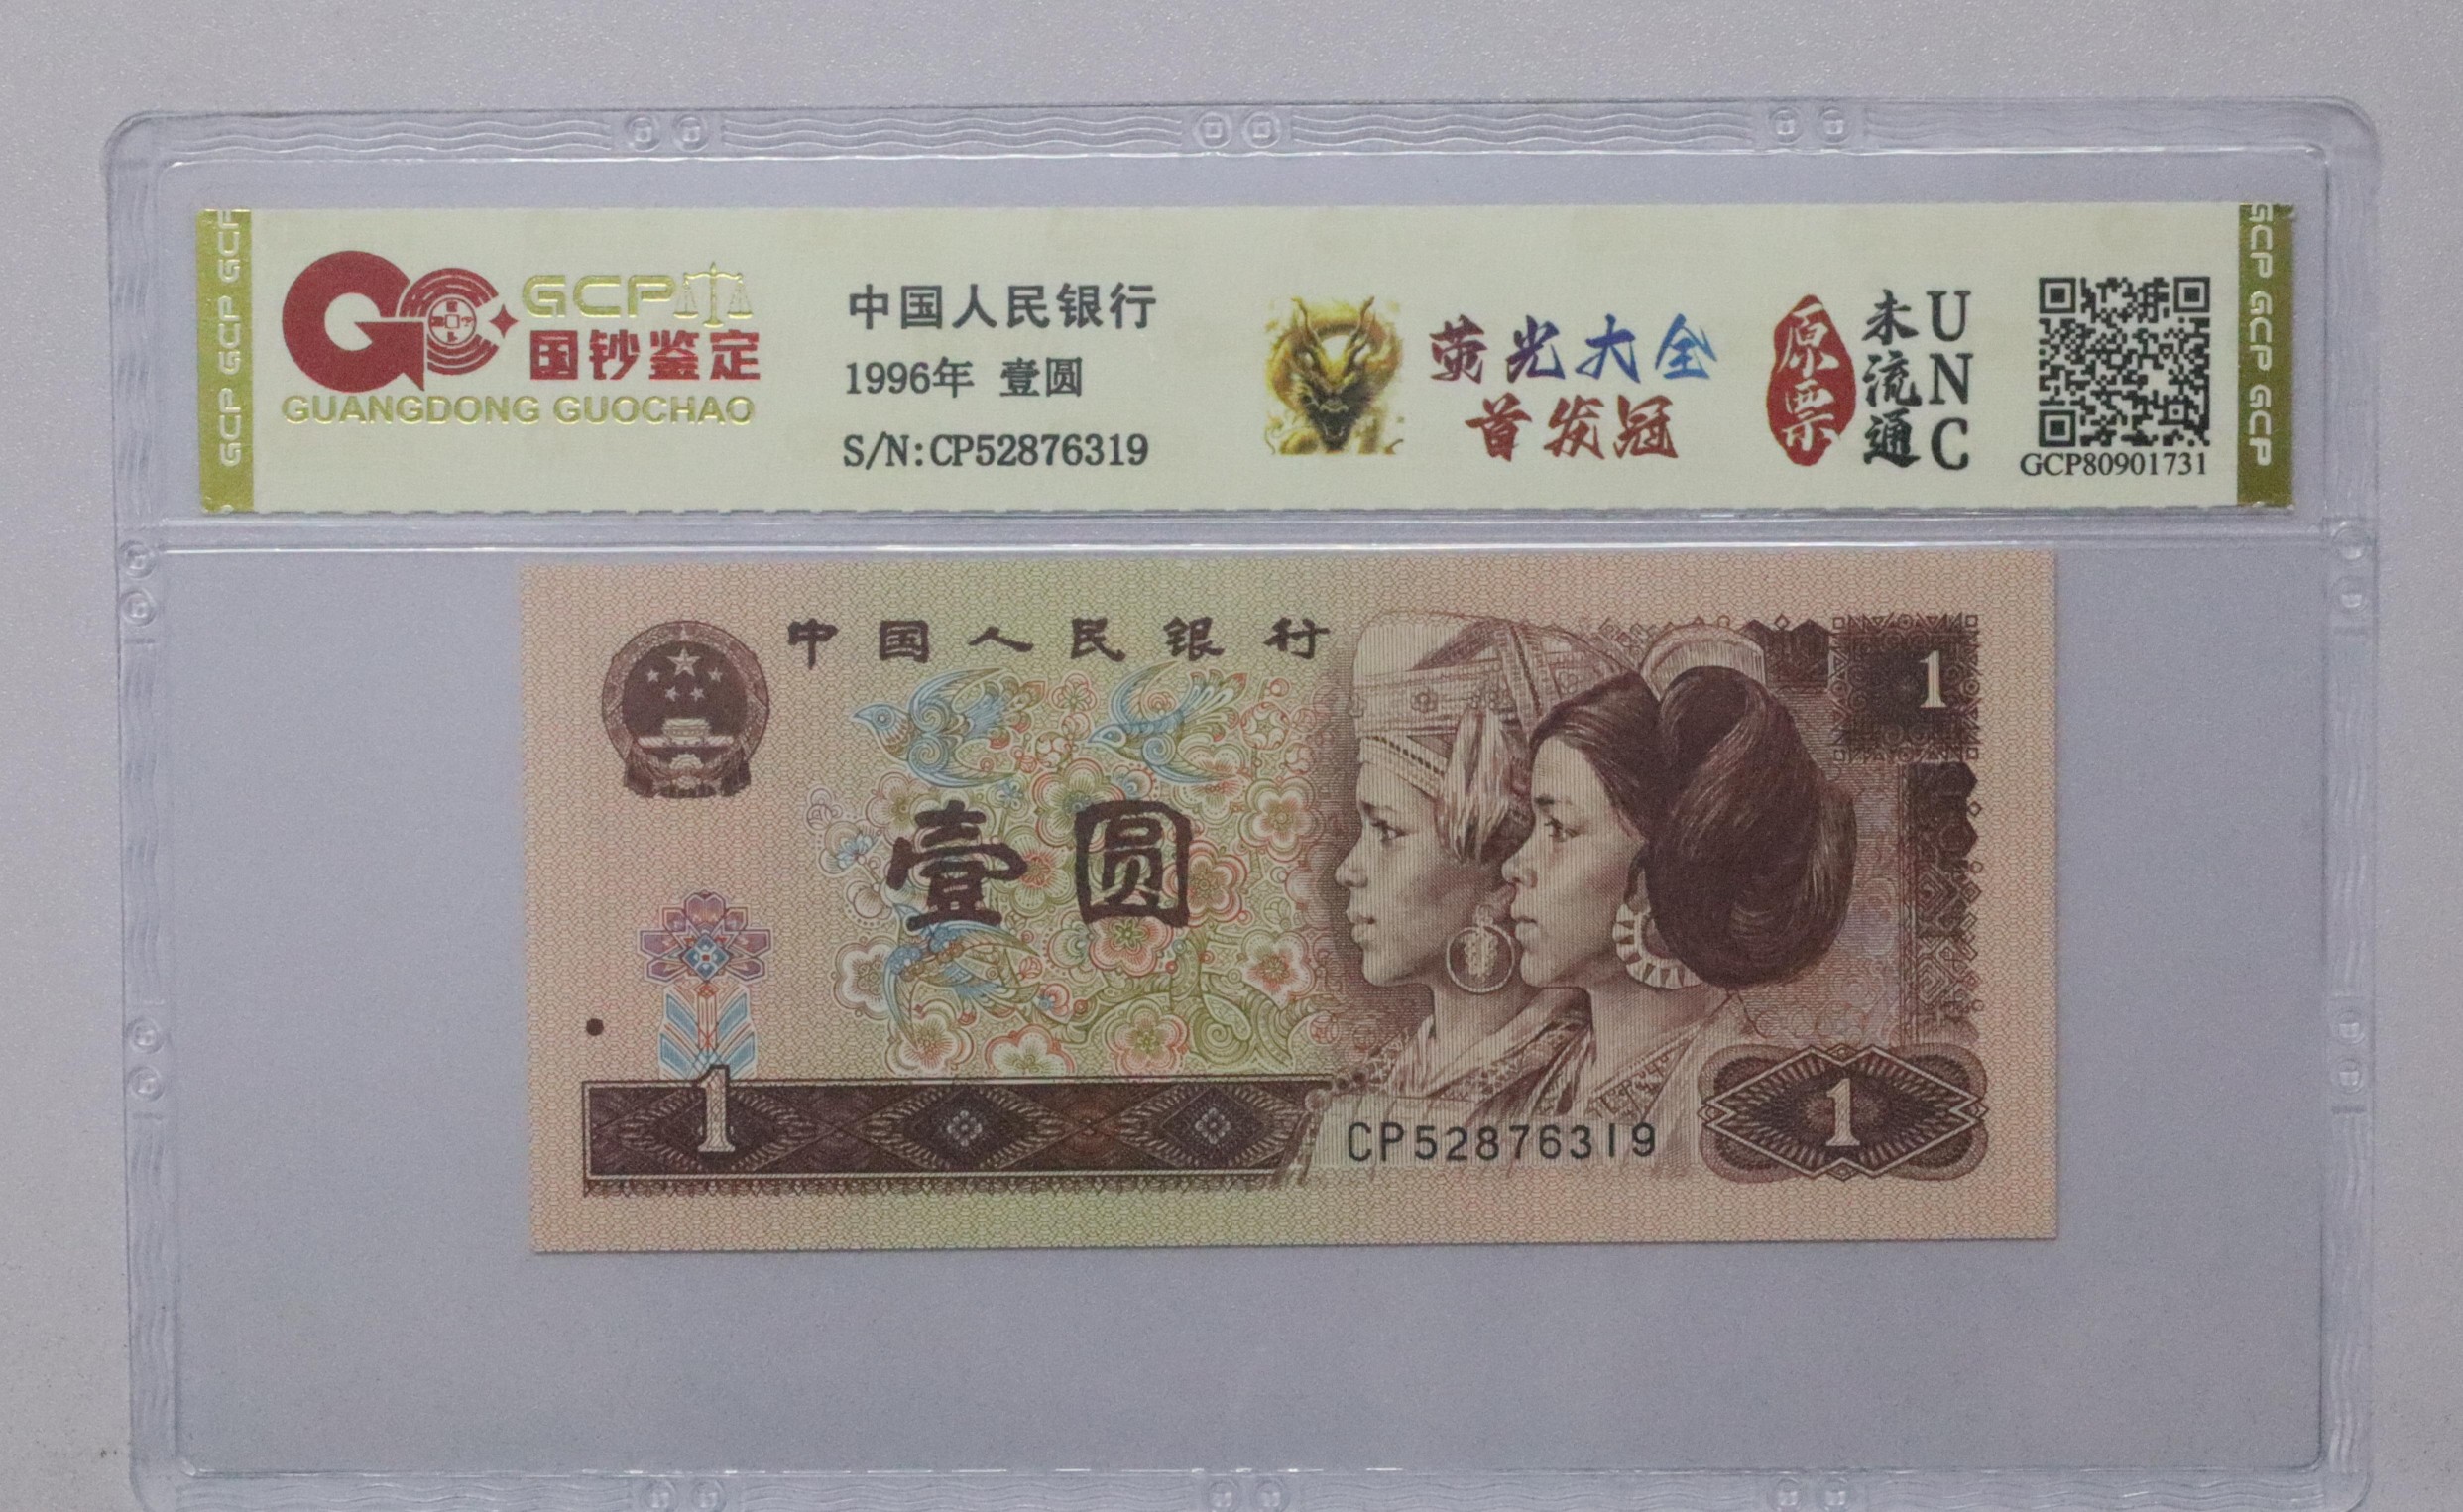 GCP GCP GCP
GCP
国钞鉴定
GUANGDONG GUOCHAO
中国人民银行
1996年 壹圆
S/N:CP52876319
荧光大全
首发冠
原票
未流通
UNC
GCP80901731
GCP GCP GCP
中国人民银行
1
壹圆
1
CP52876319
1